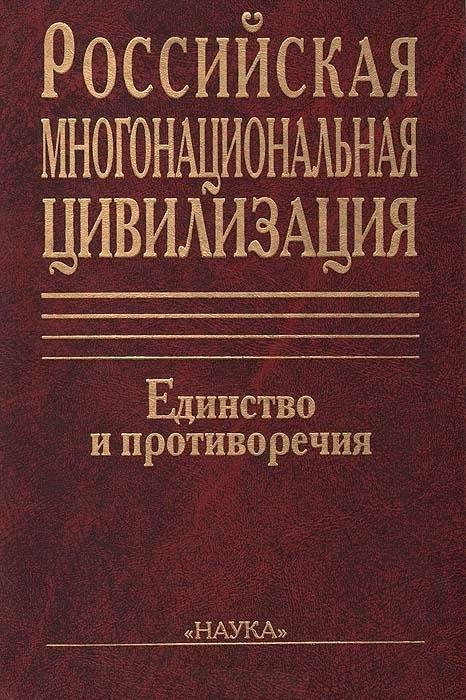 Российская
многонациональная
цивилизация
Единство
и противоречия
«НАУКА»